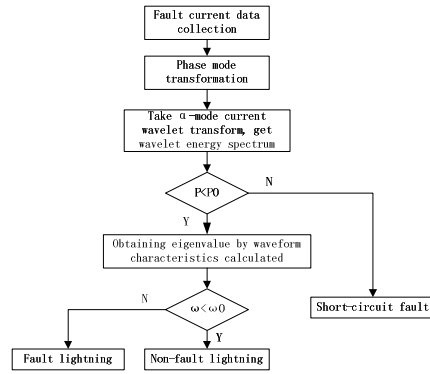 Fault current data
collection
Phase mode
transformation
Take α-mode current
wavelet transform, get
wavelet energy spectrum
P<P0
N
Y
Obtaining eigenvalue by waveform
characteristics calculated
ω<ω0
N
Y
Short-circuit fault
Fault lightning
Non-fault lightning